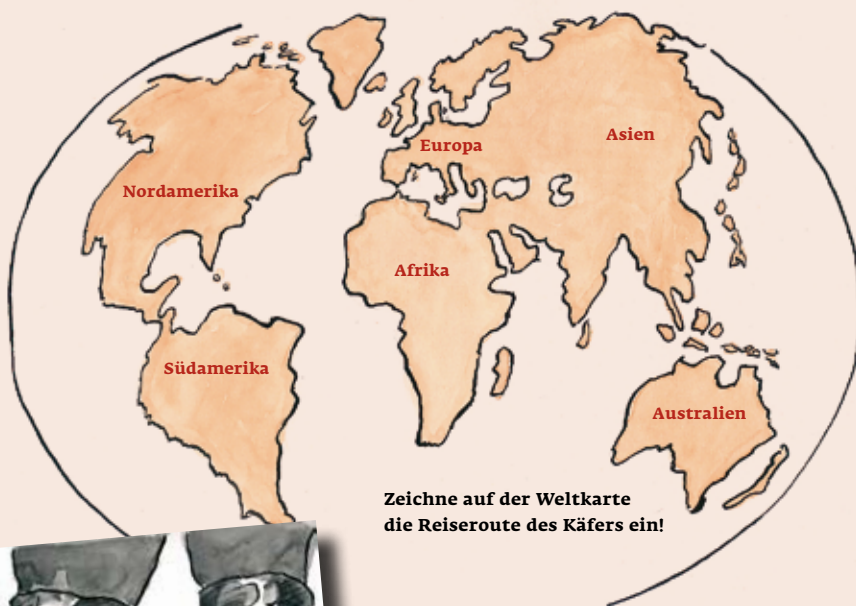 Europa
Asien
Nordamerika
Afrika
Südamerika
Australien
Zeichne auf der Weltkarte
die Reiseroute des Käfers ein!